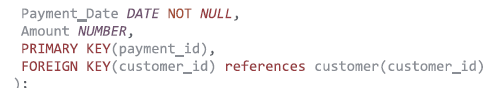 Payment_Date DATE NOT NULL,
Amount NUMBER,
PRIMARY KEY(payment_id),
FOREIGN KEY(customer_id) references customer(customer_id)
);